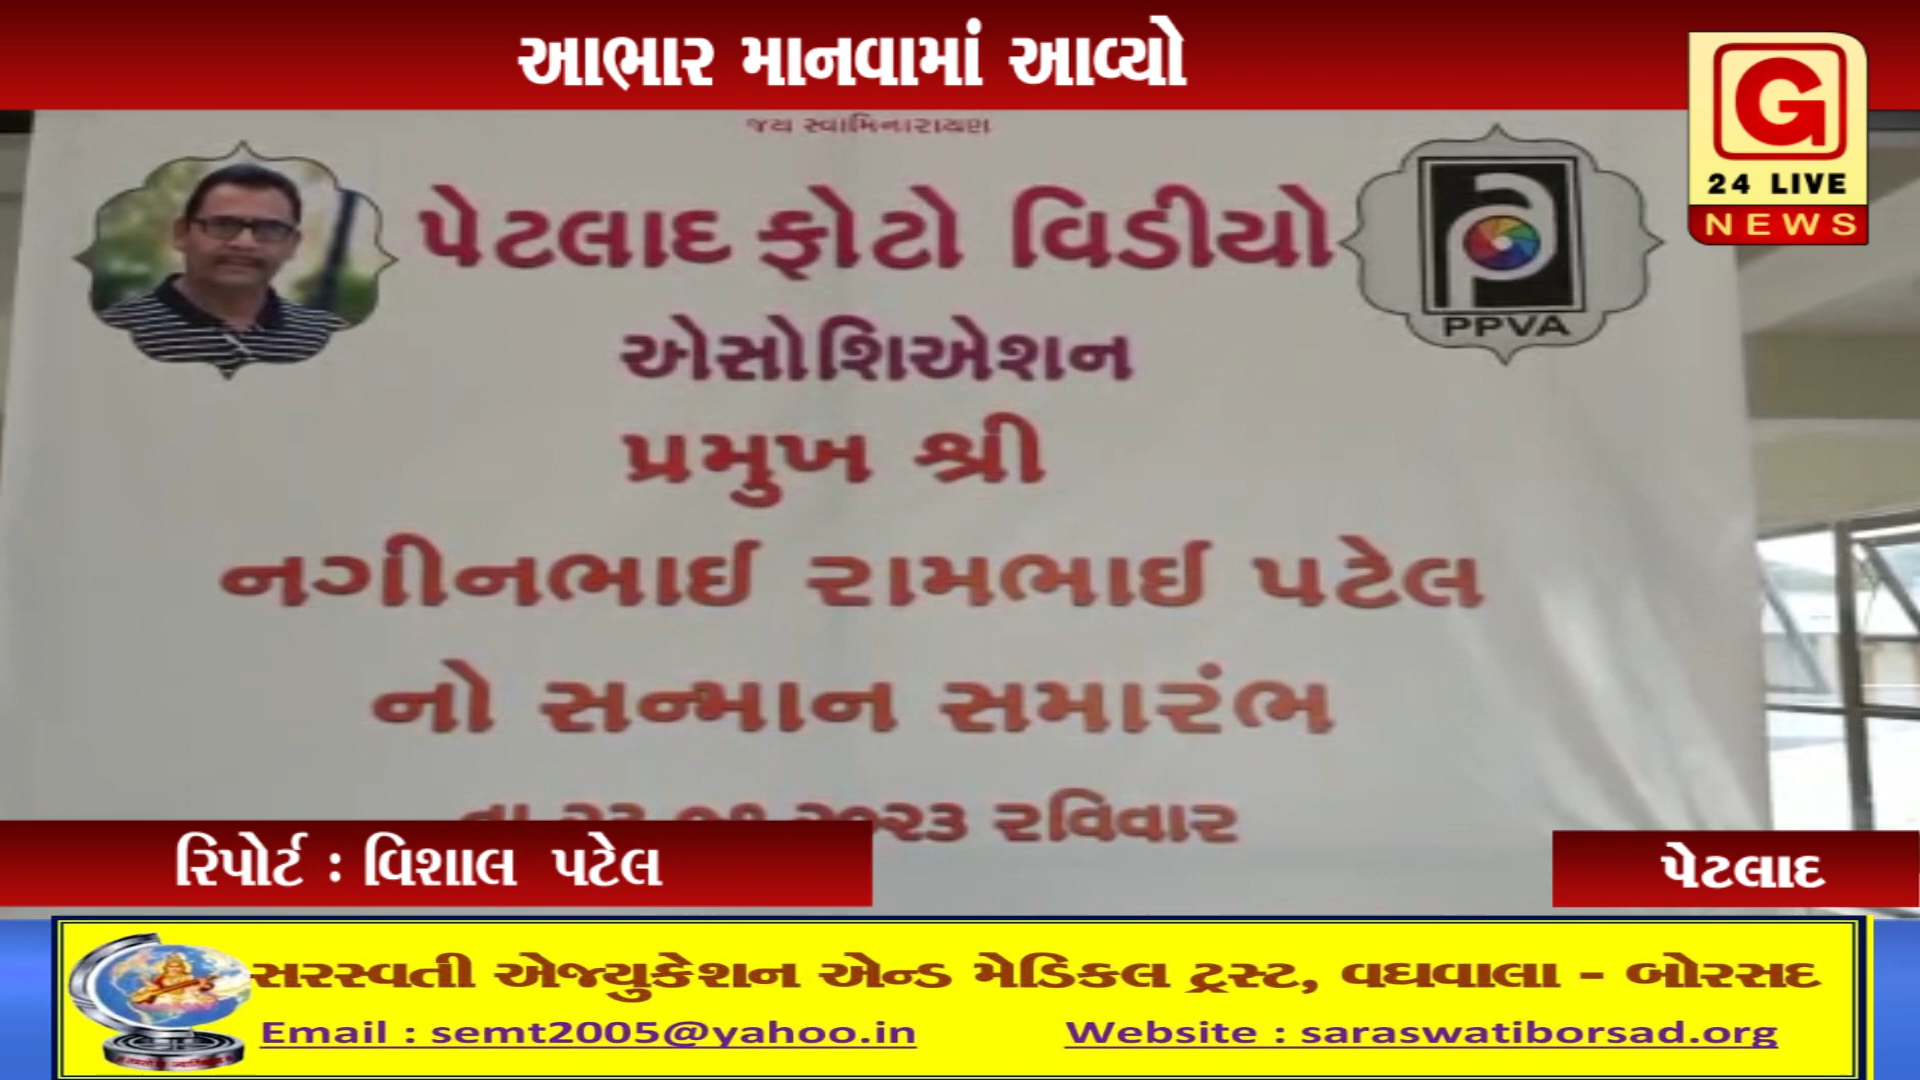 આભાર માનવામાં આવ્યો
G
24 LIVE
NEWS
જય સ્વામિનારાયણ
પેટલાદ ફોટો વિડીયો
એસોશિએશન
PPVA
પ્રમુખ શ્રી
નગીનભાઈ રામભાઈ પટેલ
નો સન્માન સમારંભ
રવિવાર
રિપોર્ટ : વિશાલ પટેલ
પેટલાદ
સરસ્વતી એજ્યુકેશન એન્ડ મેડિકલ ટ્રસ્ટ, વઘવાલા - બોરસદ
Email : semt2005@yahoo.in
Website : saraswatiborsad.org